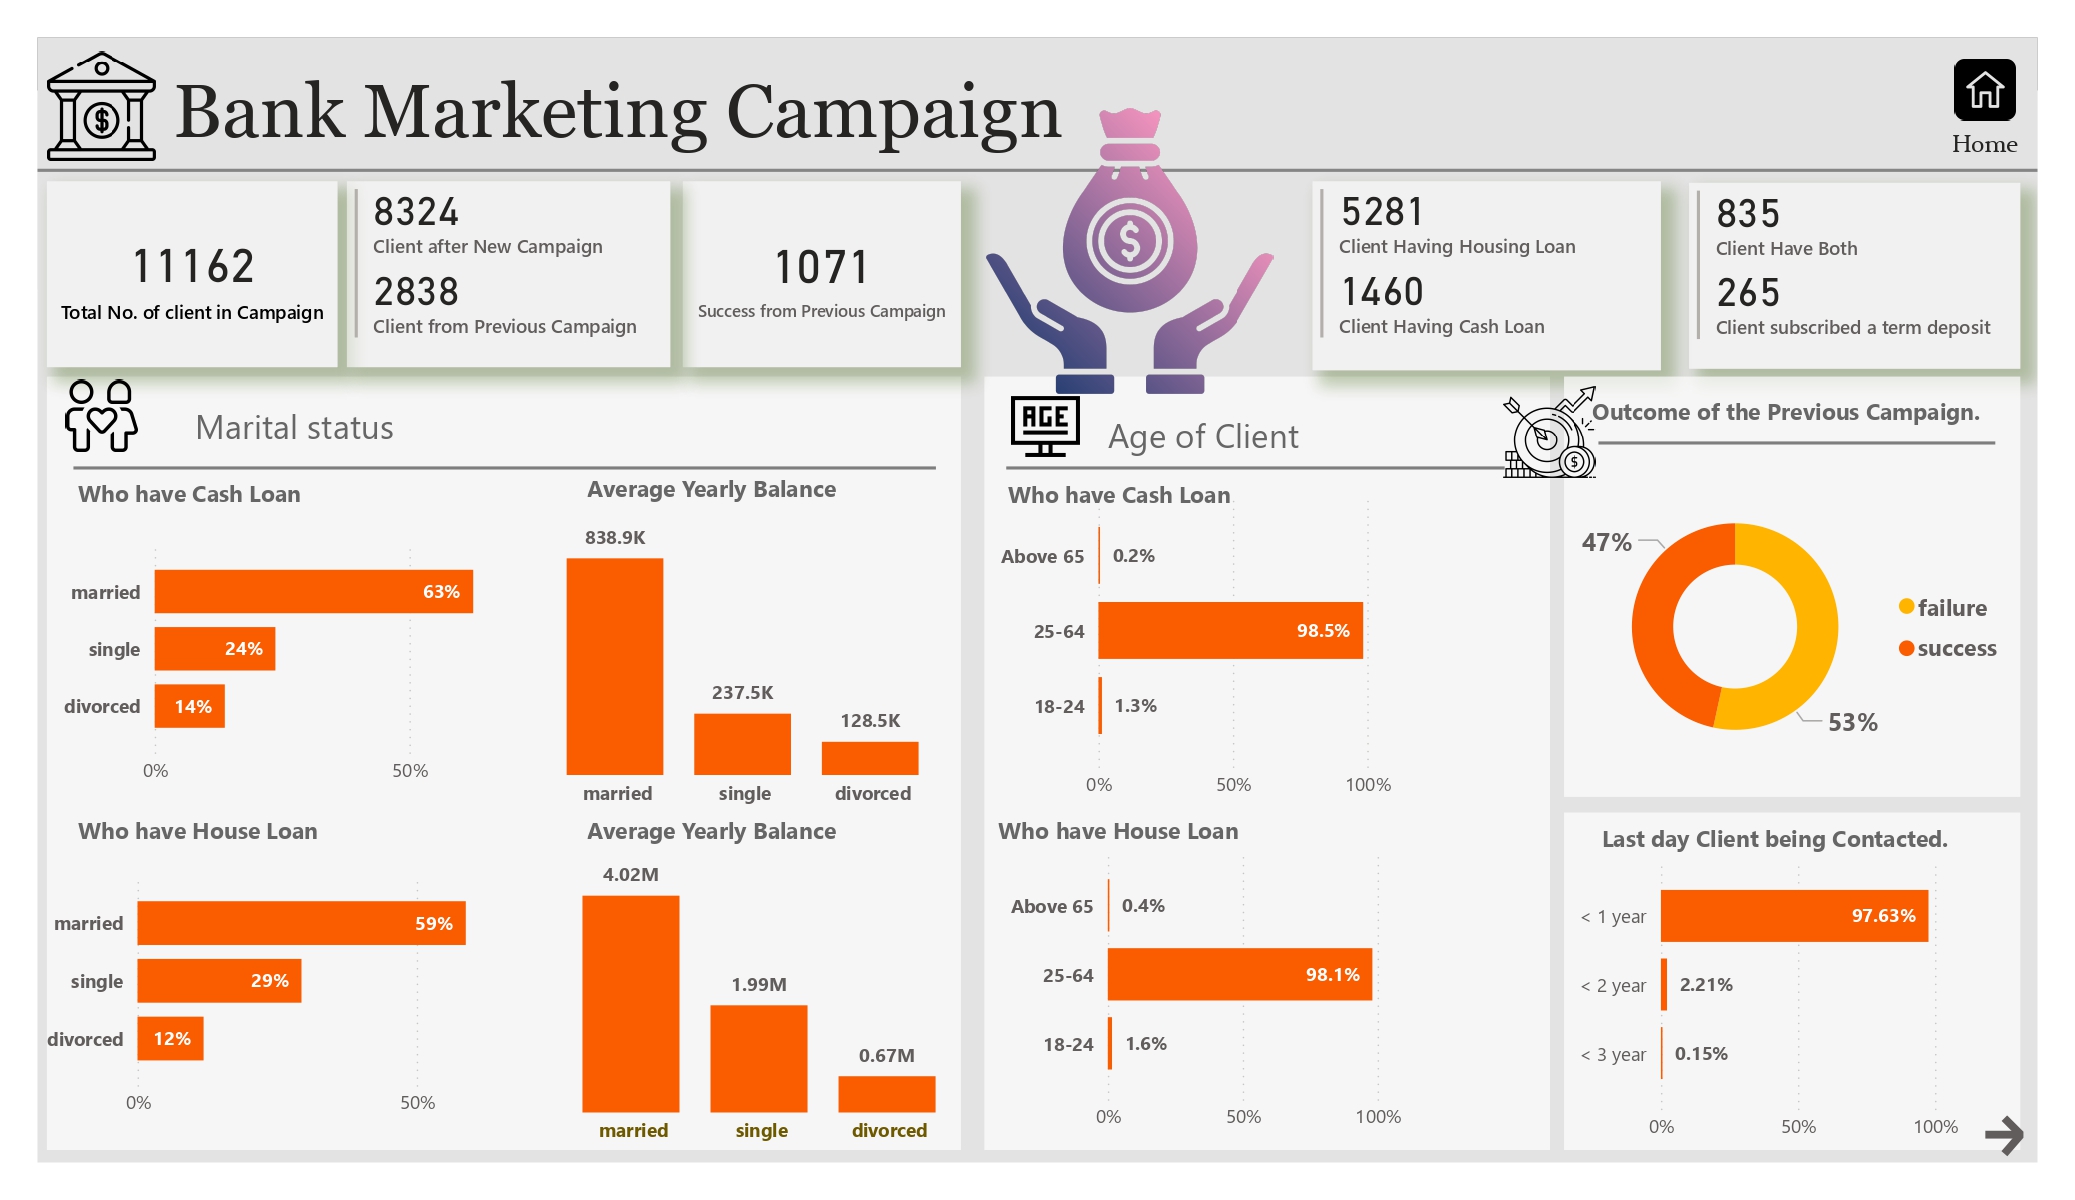 Bank Marketing Campaign
Home
11162
Total No. of client in Campaign
8324
Client after New Campaign
2838
Client from Previous Campaign
1071
Success from Previous Campaign
$
5281
Client Having Housing Loan
1460
Client Having Cash Loan
835
Client Have Both
265
Client subscribed a term deposit
Marital status
Who have Cash Loan
married
63%
single
24%
divorced
14%
0%
50%
Average Yearly Balance
838.9K
237.5K
128.5K
married
single
divorced
Who have House Loan
married
59%
single
29%
divorced
12%
0%
50%
Average Yearly Balance
4.02M
1.99M
0.67M
married
single
divorced
AGE
Age of Client
Who have Cash Loan
Above 65
0.2%
25-64
98.5%
18-24
1.3%
0%
50%
100%
Who have House Loan
Above 65
0.4%
25-64
98.1%
18-24
1.6%
0%
50%
100%
Outcome of the Previous Campaign.
47%
53%
failure
success
Last day Client being Contacted.
< 1 year
97.63%
< 2 year
2.21%
< 3 year
0.15%
0%
50%
100%